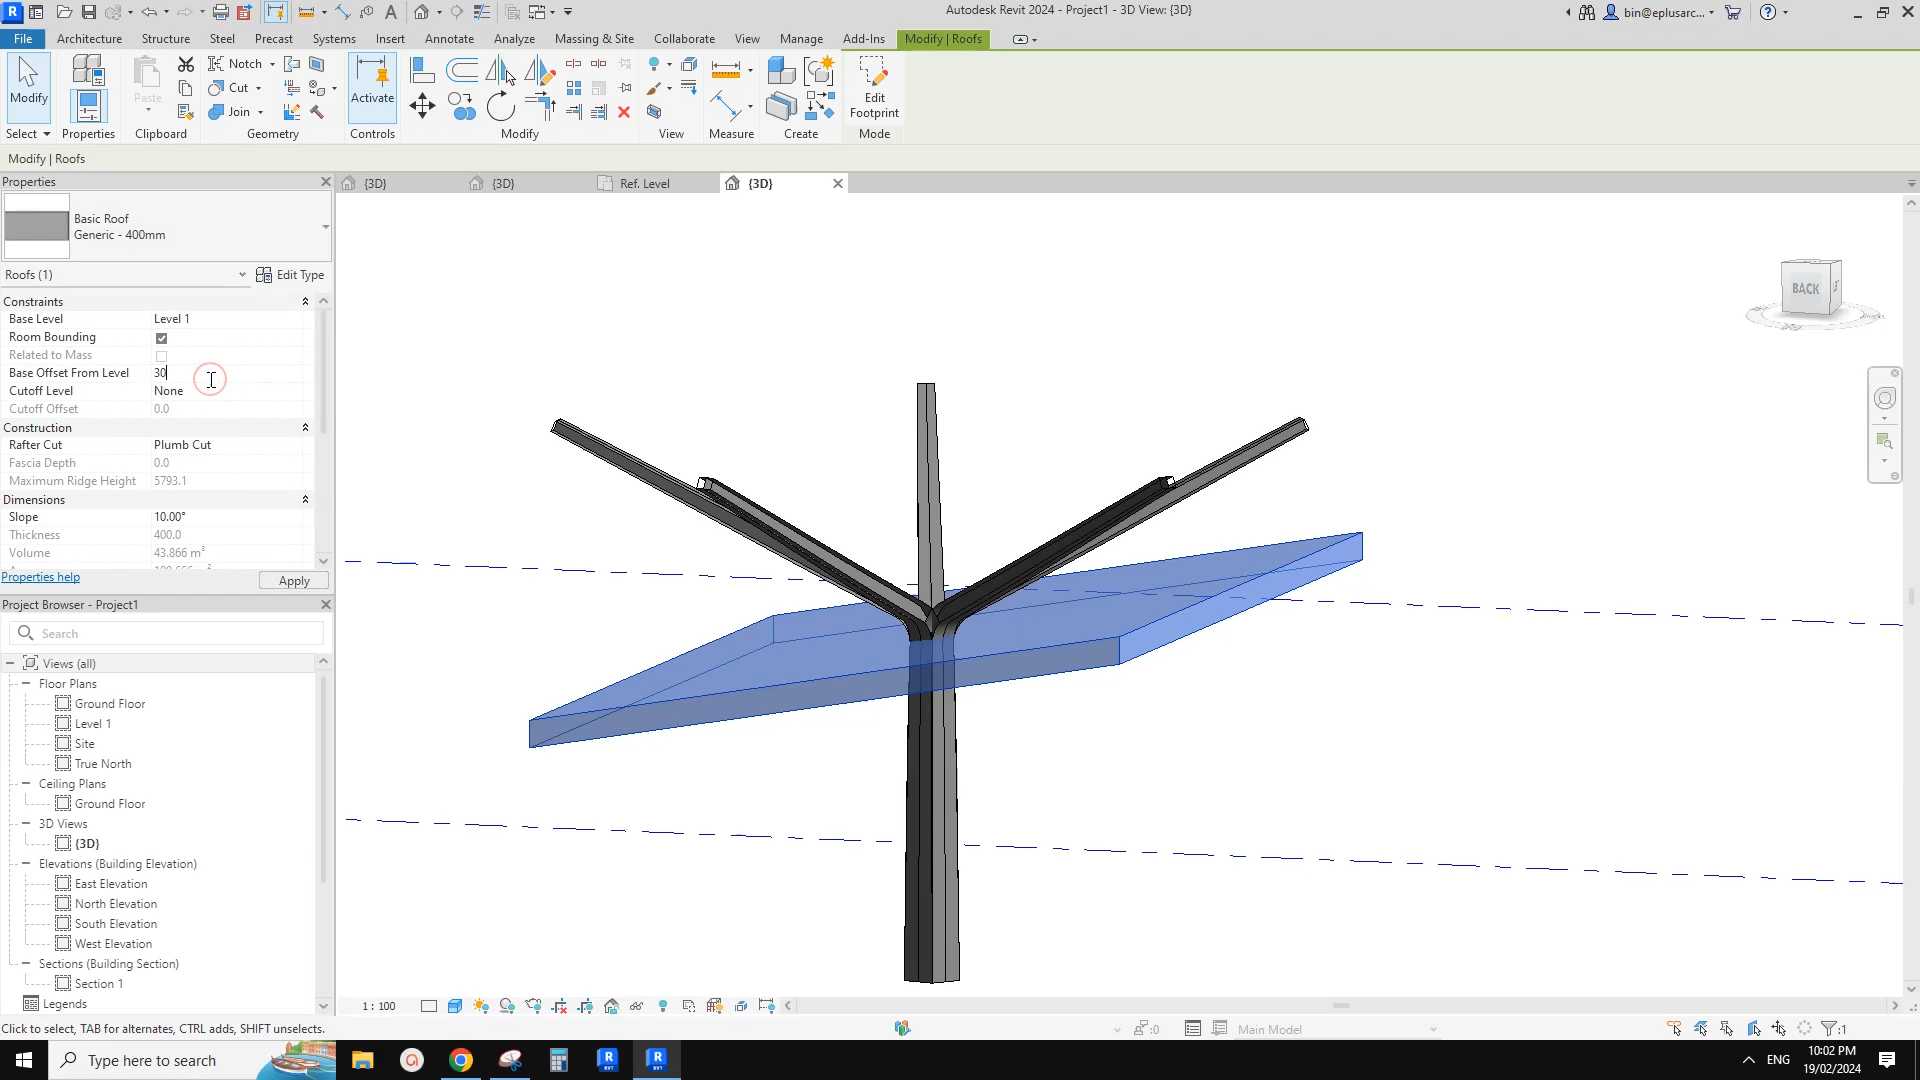 Autodesk Revit 2024 - Project1 - 3D View: {3D}
bin@eplusarc...
File
Architecture
Structure
Steel
Precast
Systems
Insert
Annotate
Analyze
Massing & Site
Collaborate
View
Manage
Add-Ins
Modify | Roofs
Modify
Paste
Notch
Cut
Join
Activate
Edit
Footprint
Select
Properties
Clipboard
Geometry
Controls
Modify
View
Measure
Create
Mode
Modify | Roofs
Properties
{3D}
{3D}
Ref. Level
{3D}
Basic Roof
Generic - 400mm
Roofs (1)
Edit Type
Constraints
Base Level
Level 1
Room Bounding
Related to Mass
Base Offset From Level
30
Cutoff Level
None
Cutoff Offset
0.0
Construction
Rafter Cut
Plumb Cut
Fascia Depth
0.0
Maximum Ridge Height
5793.1
Dimensions
Slope
10.00°
Thickness
400.0
Volume
43.866 m³
Properties help
Apply
BACK
Project Browser - Project1
Search
Views (all)
Floor Plans
Ground Floor
Level 1
Site
True North
Ceiling Plans
Ground Floor
3D Views
{3D}
Elevations (Building Elevation)
East Elevation
North Elevation
South Elevation
West Elevation
Sections (Building Section)
Section 1
Legends
1 : 100
Click to select, TAB for alternates, CTRL adds, SHIFT unselects.
:0
Main Model
:1
Type here to search
ENG
10:02 PM
19/02/2024